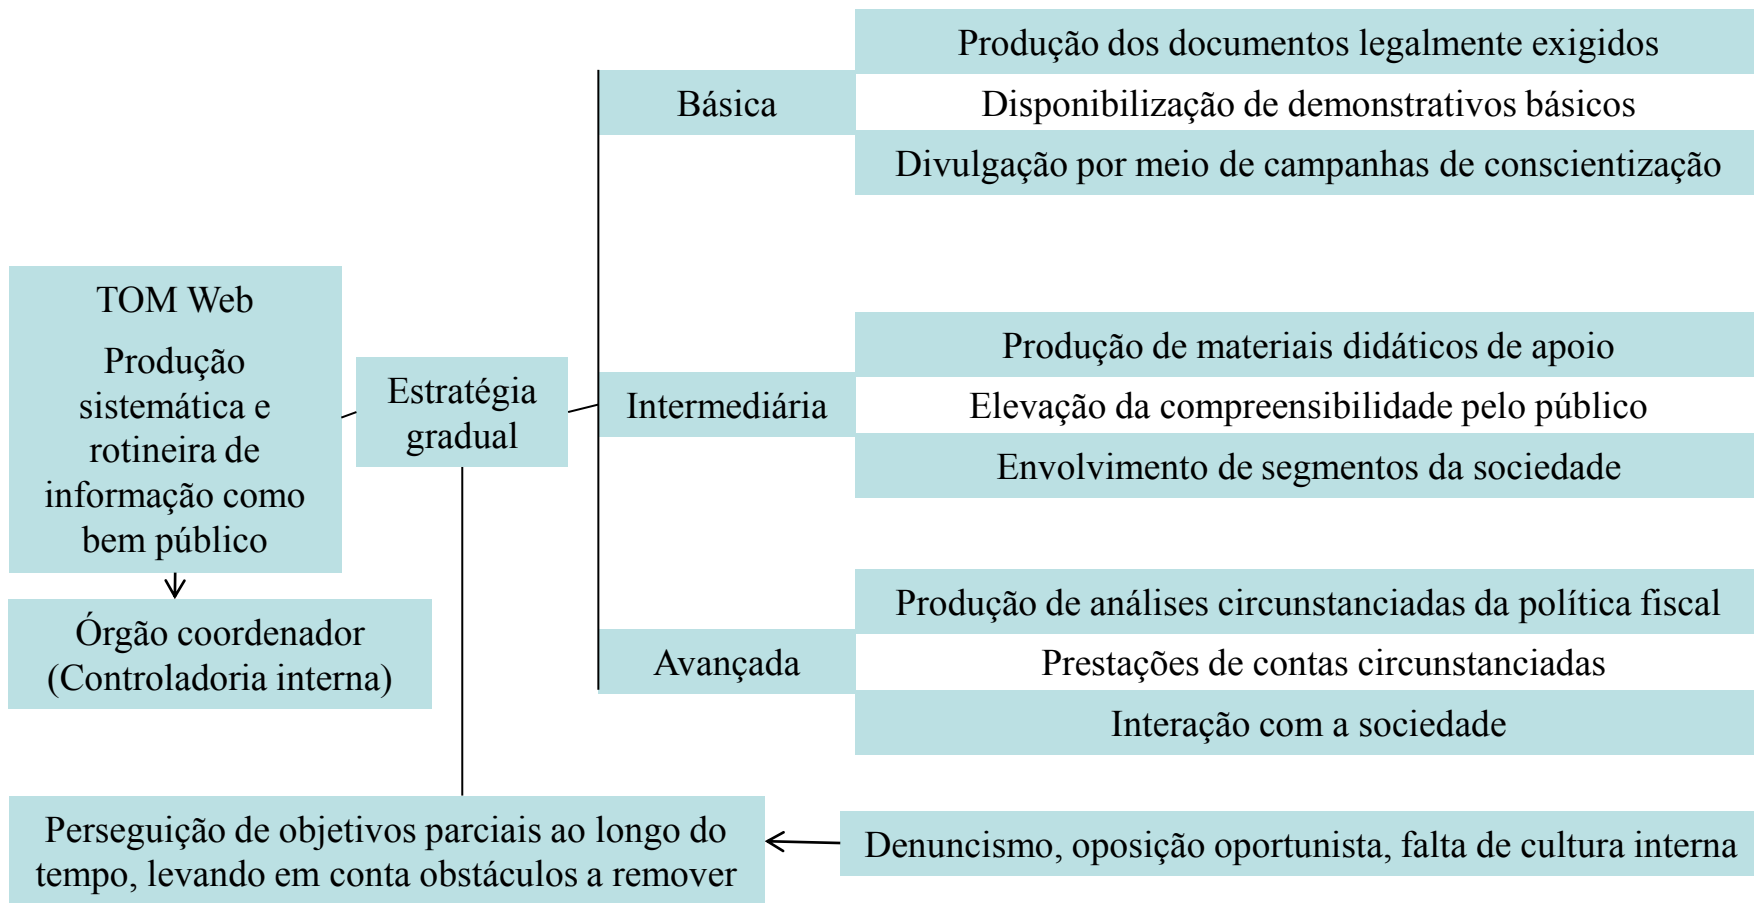 Produção dos documentos legalmente exigidos
Básica
Disponibilização de demonstrativos básicos
Divulgação por meio de campanhas de conscientização
TOM Web
Produção
sistemática e
rotineira de
informação como
bem público
Estratégia
gradual
Produção de materiais didáticos de apoio
Intermediária
Elevação da compreensibilidade pelo público
Envolvimento de segmentos da sociedade
Órgão coordenador
(Controladoria interna)
Produção de análises circunstanciadas da política fiscal
Avançada
Prestações de contas circunstanciadas
Interação com a sociedade
Perseguição de objetivos parciais ao longo do
tempo, levando em conta obstáculos a remover
Denuncismo, oposição oportunista, falta de cultura interna